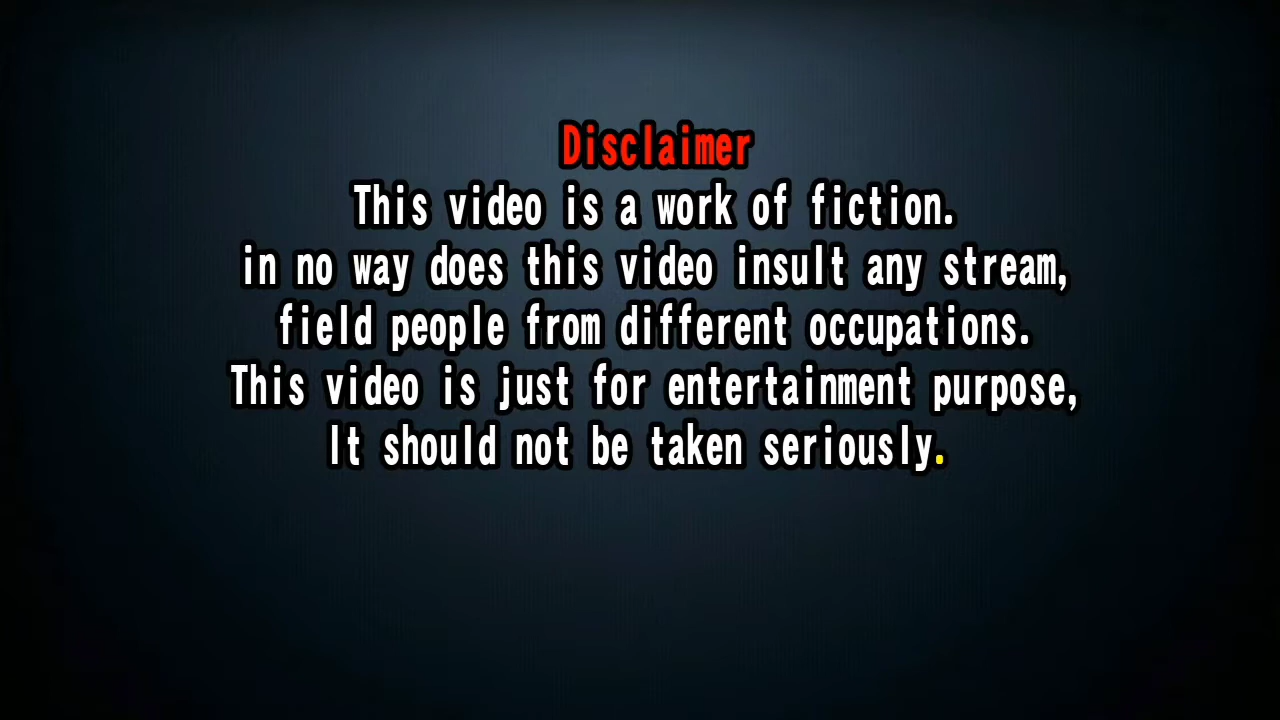 Disclaimer
This video is a work of fiction.
in no way does this video insult any stream,
field people from different occupations.
This video is just for entertainment purpose,
It should not be taken seriously.